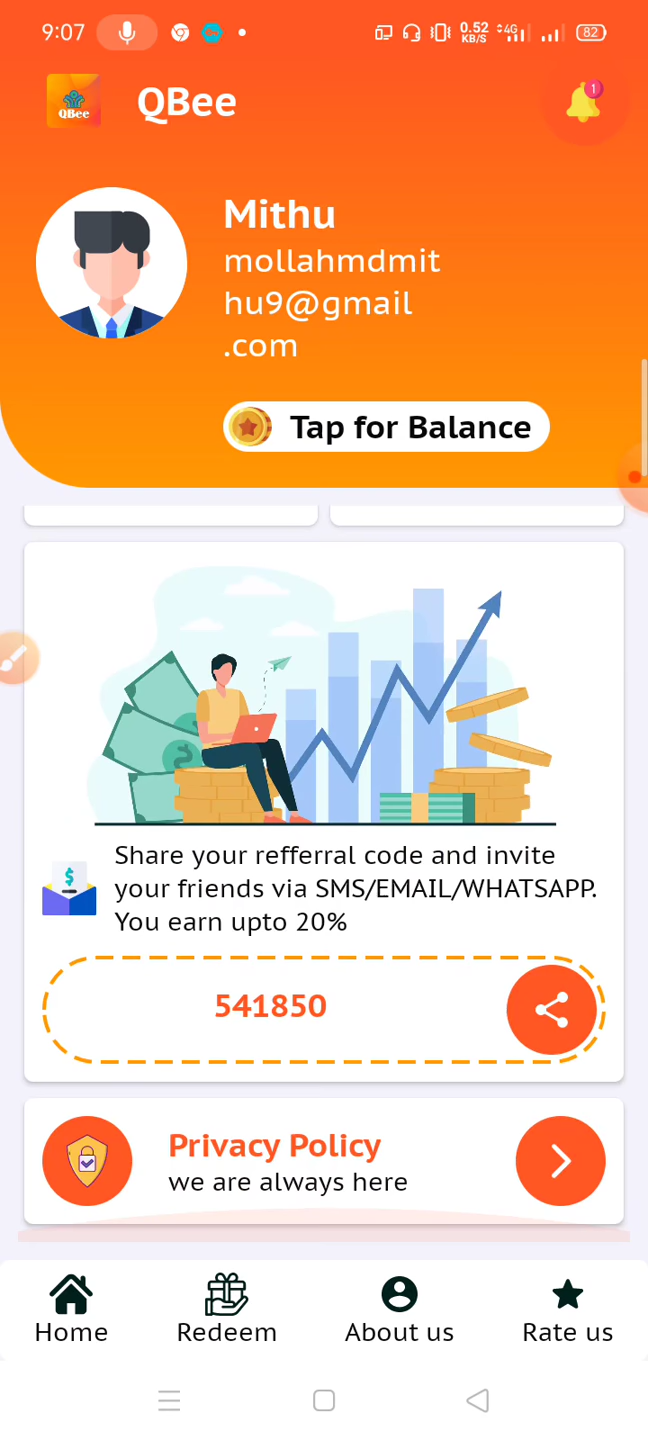 9:07
0.52
KB/S
4G
82
QBee
QBee
1
Mithu
mollahmdmit
hu9@gmail
.com
Tap for Balance
Share your refferral code and invite
your friends via SMS/EMAIL/WHATSAPP.
You earn upto 20%
541850
Privacy Policy
we are always here
Home
Redeem
About us
Rate us